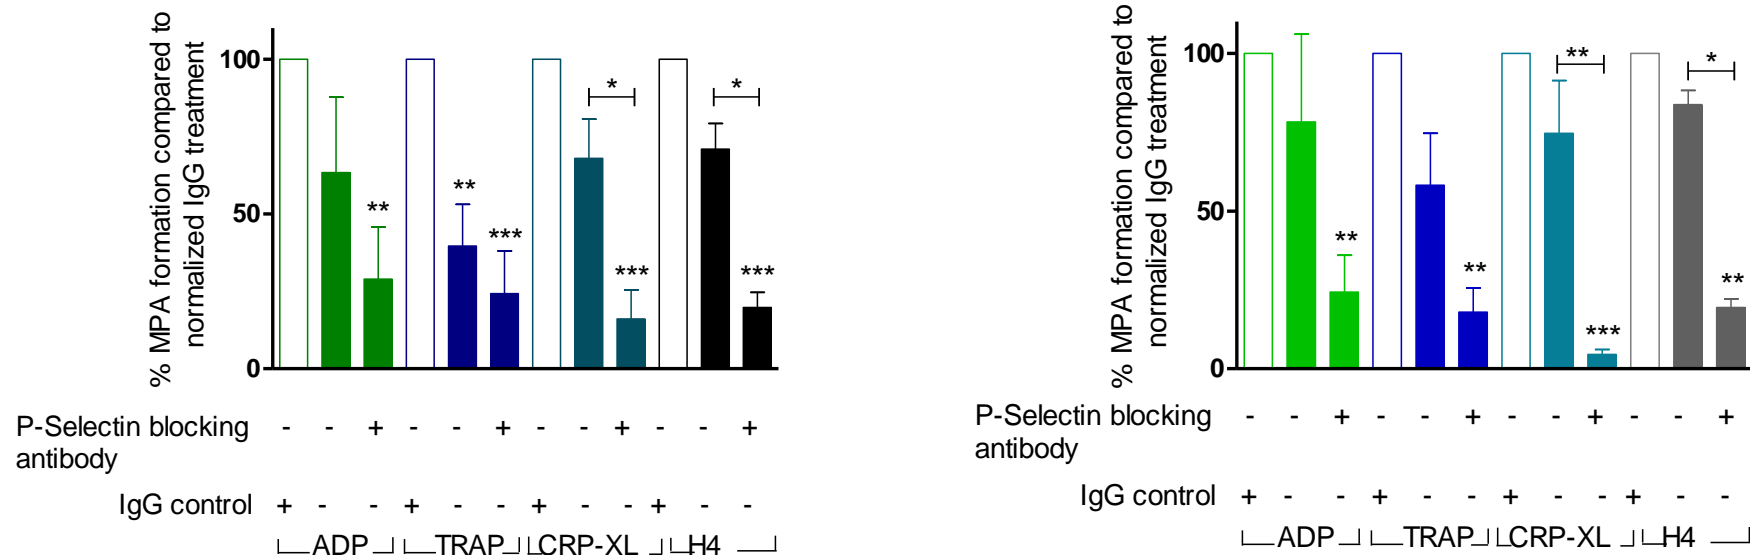 % MPA formation compared to
normalized IgG treatment
100
50
0
**
**
***
*
***
*
***
P-Selectin blocking
antibody
- - + - - + - - + - - +
IgG control
+ - - + - - + - - + - -
ADP TRAP CRP-XL H4
% MPA formation compared to
normalized IgG treatment
100
50
0
**
**
**
***
*
**
P-Selectin blocking
antibody
- - + - - + - - + - - +
IgG control
+ - - + - - + - - + - -
ADP TRAP CRP-XL H4